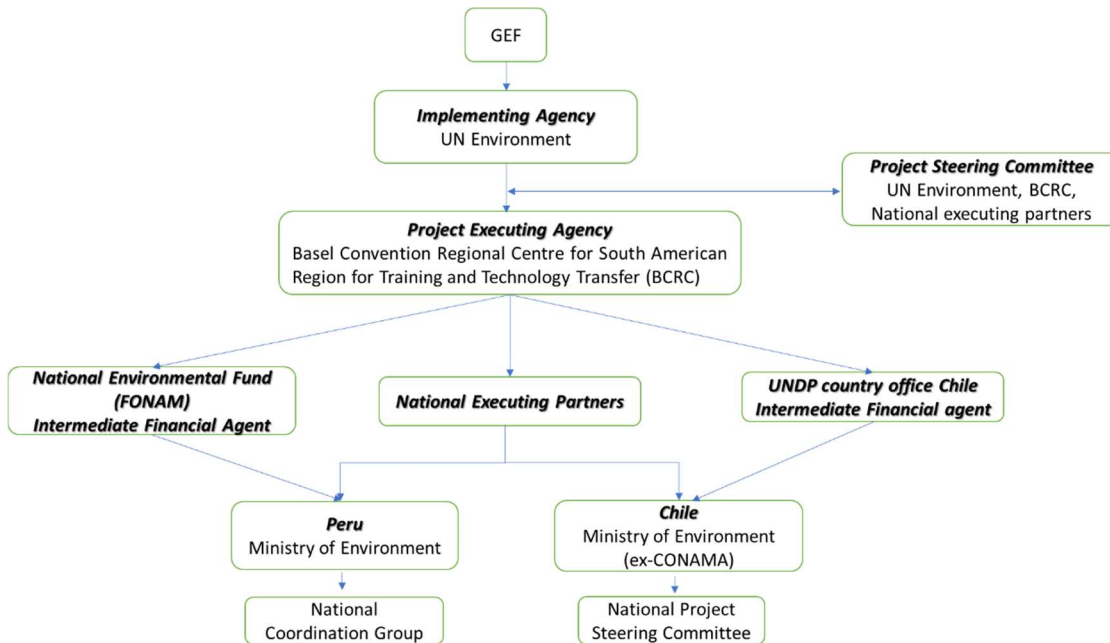 GEF
Implementing Agency
UN Environment
Project Steering Committee
UN Environment, BCRC,
National executing partners
Project Executing Agency
Basel Convention Regional Centre for South American
Region for Training and Technology Transfer (BCRC)
National Environmental Fund
(FONAM)
Intermediate Financial Agent
National Executing Partners
UNDP country office Chile
Intermediate Financial agent
Peru
Ministry of Environment
Chile
Ministry of Environment
(ex-CONAMA)
National
Coordination Group
National Project
Steering Committee